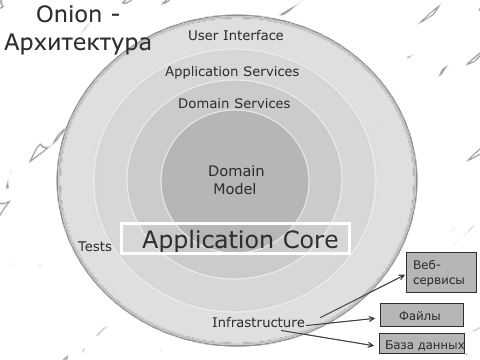 Onion -
Архитектура
User Interface
Application Services
Domain Services
Domain
Model
Application Core
Tests
Infrastructure
Веб-
сервисы
Файлы
База данных